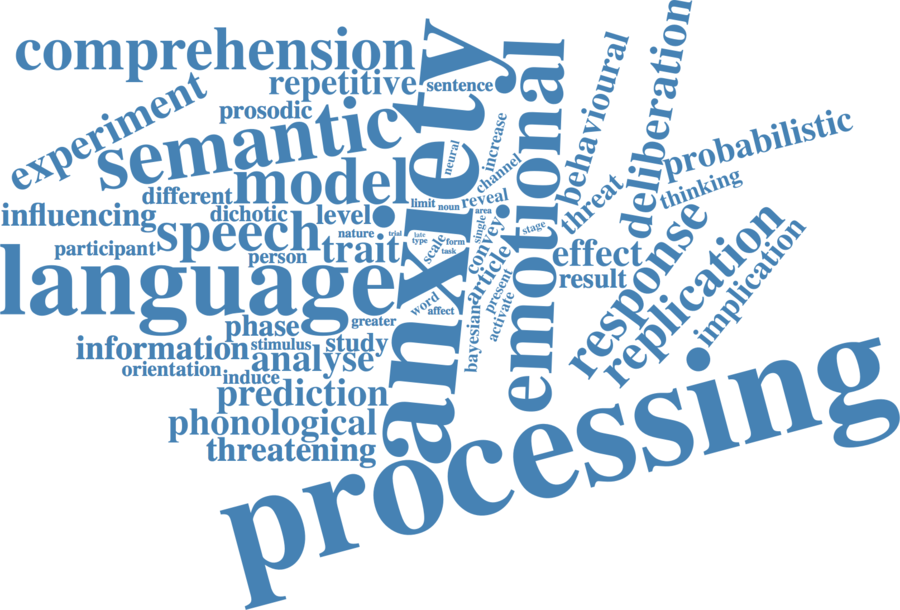 comprehension
repetitive
sentence
experiment
prosodic
semantic
different
model
influencing
dichotic
level
speech
participant
person
trait
language
phase
greater
information
stimulus
study
orientation
analyse
induce
prediction
phonological
threatening
anxiety
neural
increase
channel
limit
noun
reveal
area
nature
trial
late
type
form
task
scale
single
convey
article
word
affect
bayesian
present
activate
emotional
stage
behavioural
threat
deliberation
probabilistic
thinking
effect
result
response
replication
implication
processing